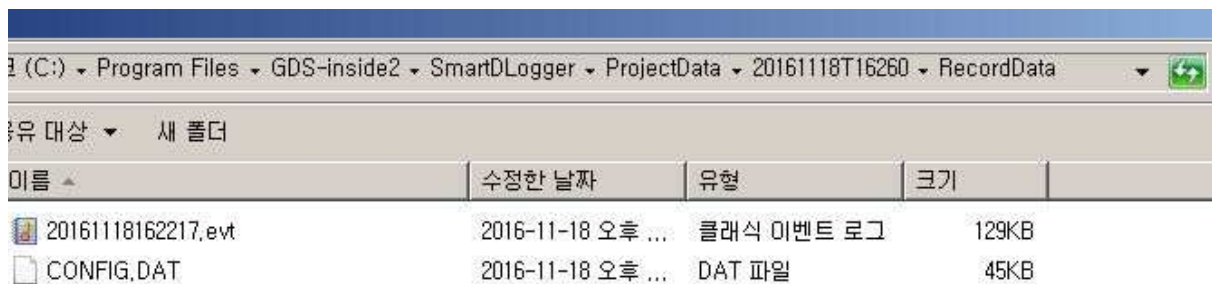 (C:) ▾ Program Files ▾ GDS-inside2 ▾ SmartDLogger ▾ ProjectData ▾ 20161118T16260 ▾ RecordData
유 대상 ▾ 새 폴더
이름 수정한 날짜 유형 크기
20161118162217.evt 2016-11-18 오후 ... 클래식 이벤트 로그 129KB
CONFIG.DAT 2016-11-18 오후 ... DAT 파일 45KB